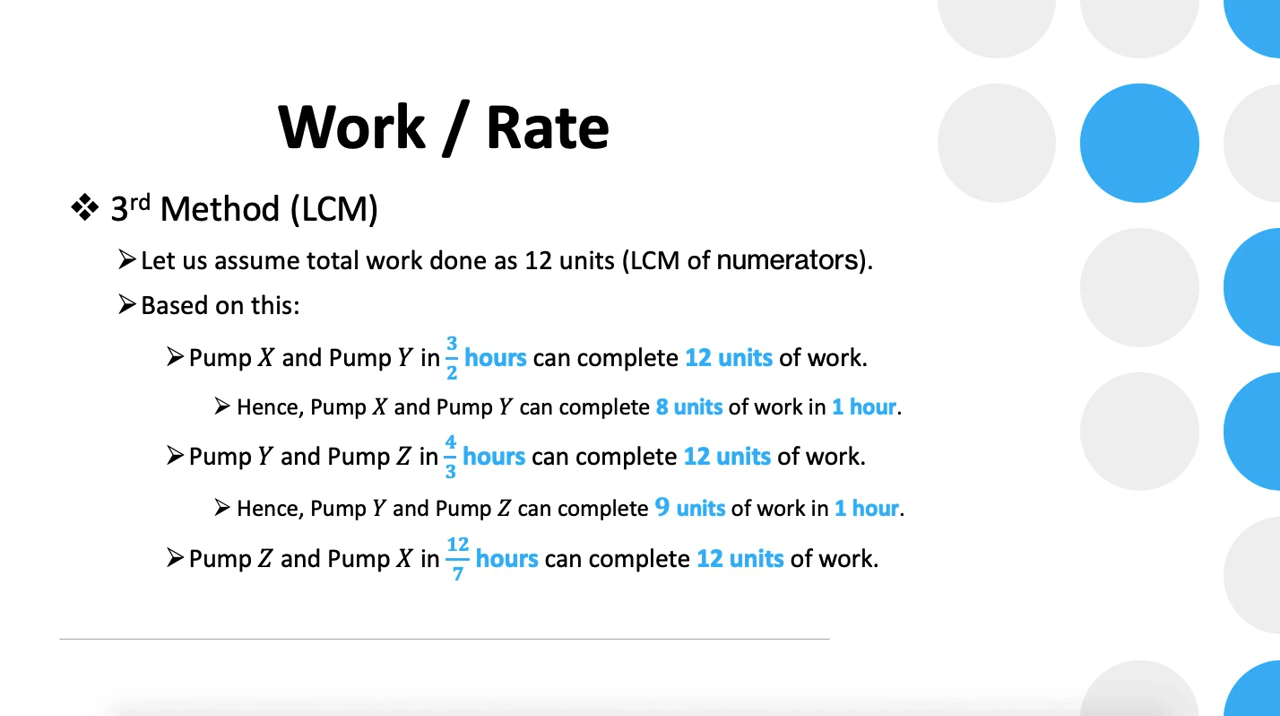 Work / Rate
❖ 3rd Method (LCM)
➢ Let us assume total work done as 12 units (LCM of numerators).
➢ Based on this:
➢ Pump X and Pump Y in 3/2 hours can complete 12 units of work.
➢ Hence, Pump X and Pump Y can complete 8 units of work in 1 hour.
➢ Pump Y and Pump Z in 4/3 hours can complete 12 units of work.
➢ Hence, Pump Y and Pump Z can complete 9 units of work in 1 hour.
➢ Pump Z and Pump X in 12/7 hours can complete 12 units of work.